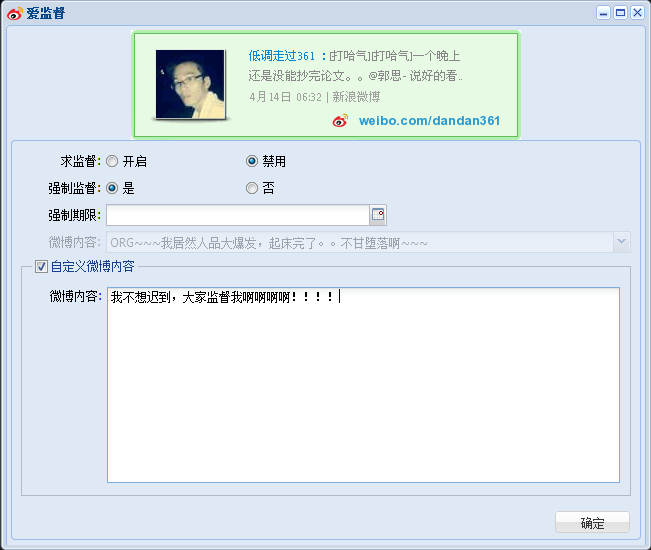 爱监督
低调走过361 : [打哈气][打哈气]一个晚上
还是没能抄完论文。。@郭思- 说好的看..
4月14日 06:32 | 新浪微博
weibo.com/dandan361
求监督: 开启 禁用
强制监督: 是 否
强制期限:
微博内容: ORG~~~我居然人品大爆发，起床完了。。不甘堕落啊~~~
自定义微博内容
微博内容: 我不想迟到，大家监督我啊啊啊啊！！！！
确定